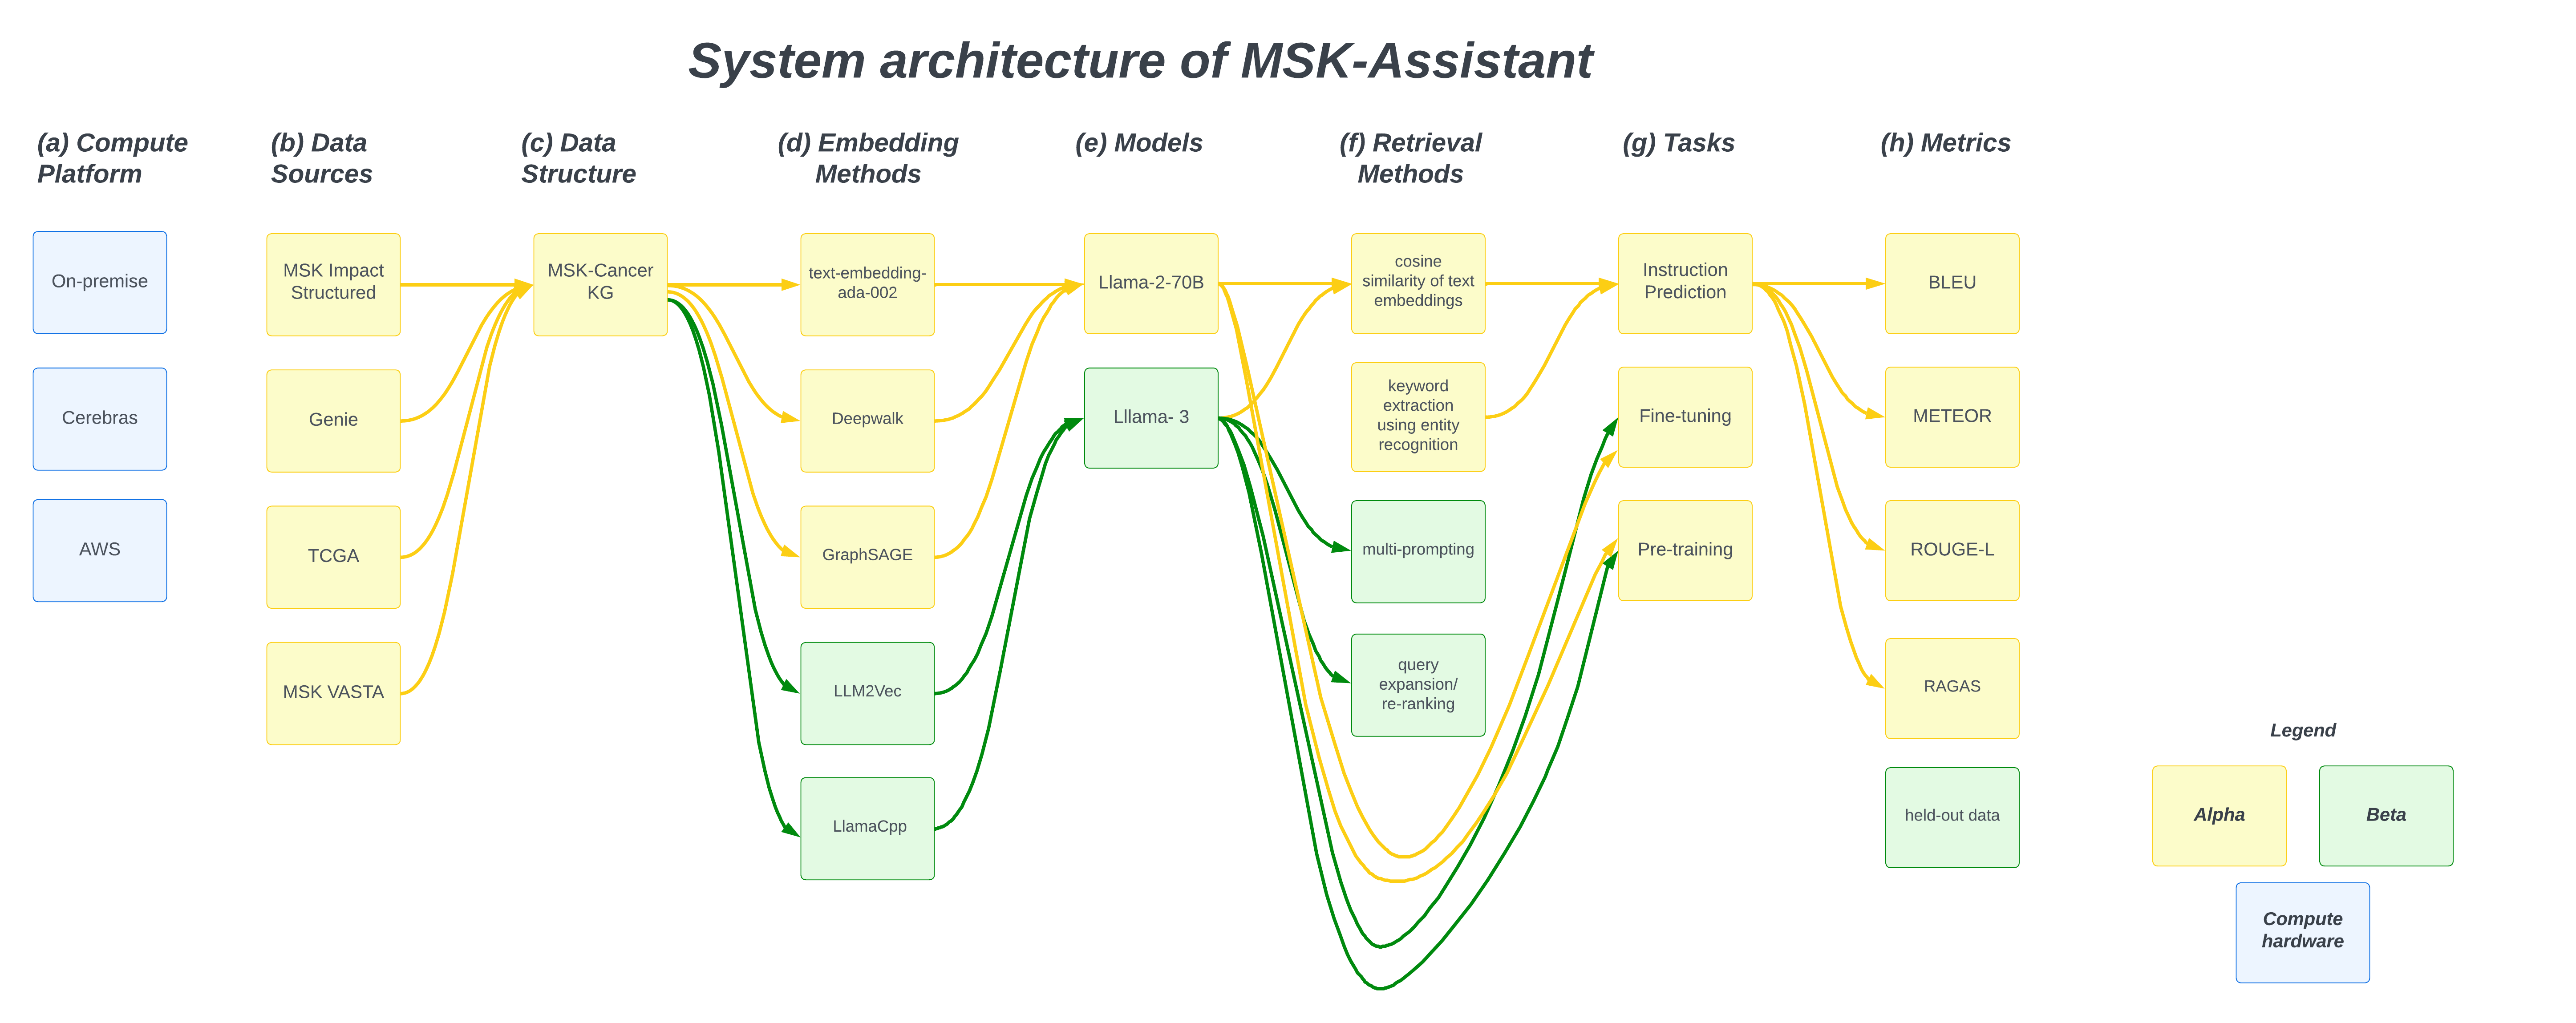 System architecture of MSK-Assistant
(a) Compute
Platform
On-premise
Cerebras
AWS
(b) Data
Sources
MSK Impact
Structured
Genie
TCGA
MSK VASTA
(c) Data
Structure
MSK-Cancer
KG
(d) Embedding
Methods
text-embedding-
ada-002
Deepwalk
GraphSAGE
LLM2Vec
LlamaCpp
(e) Models
Llama-2-70B
Lllama- 3
(f) Retrieval
Methods
cosine
similarity of text
embeddings
keyword
extraction
using entity
recognition
multi-prompting
query
expansion/
re-ranking
(g) Tasks
Instruction
Prediction
Fine-tuning
Pre-training
(h) Metrics
BLEU
METEOR
ROUGE-L
RAGAS
held-out data
Legend
Alpha
Beta
Compute
hardware